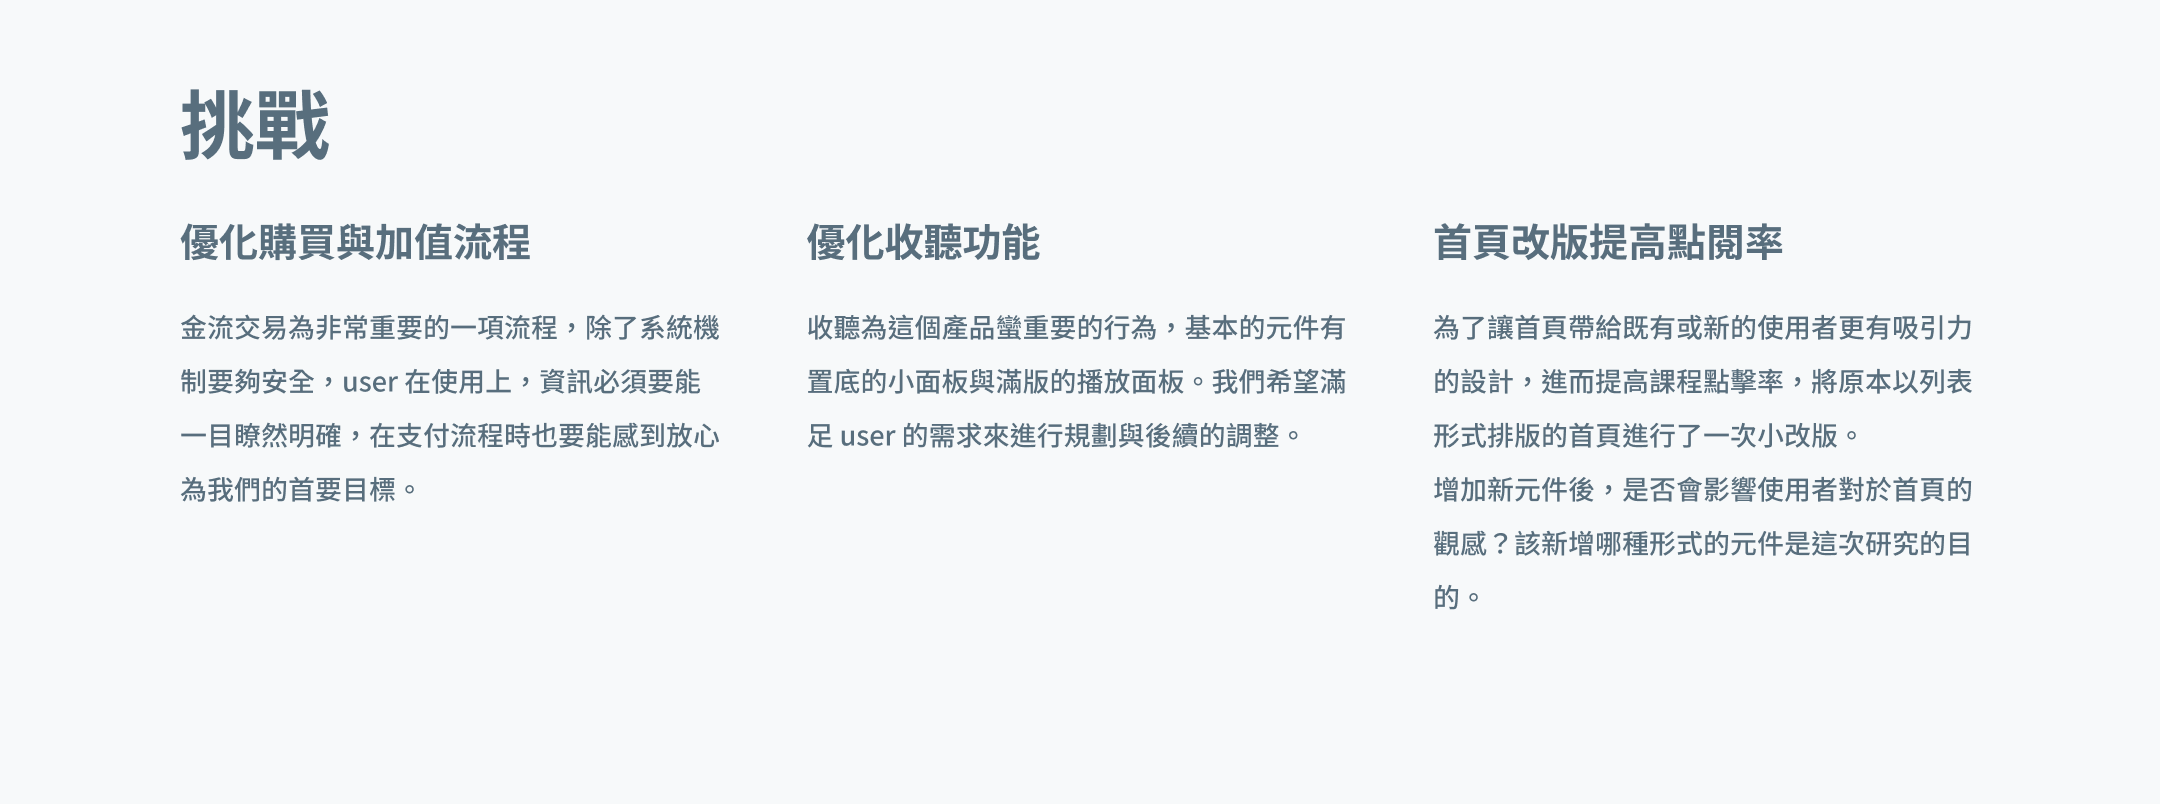 挑戰
優化購買與加值流程
金流交易為非常重要的一項流程，除了系統機
制要夠安全，user 在使用上，資訊必須要能
一目瞭然明確，在支付流程時也要能感到放心
為我們的首要目標。
優化收聽功能
收聽為這個產品蠻重要的行為，基本的元件有
置底的小面板與滿版的播放面板。我們希望滿
足 user 的需求來進行規劃與後續的調整。
首頁改版提高點閱率
為了讓首頁帶給既有或新的使用者更有吸引力
的設計，進而提高課程點擊率，將原本以列表
形式排版的首頁進行了一次小改版。
增加新元件後，是否會影響使用者對於首頁的
觀感？該新增哪種形式的元件是這次研究的目
的。